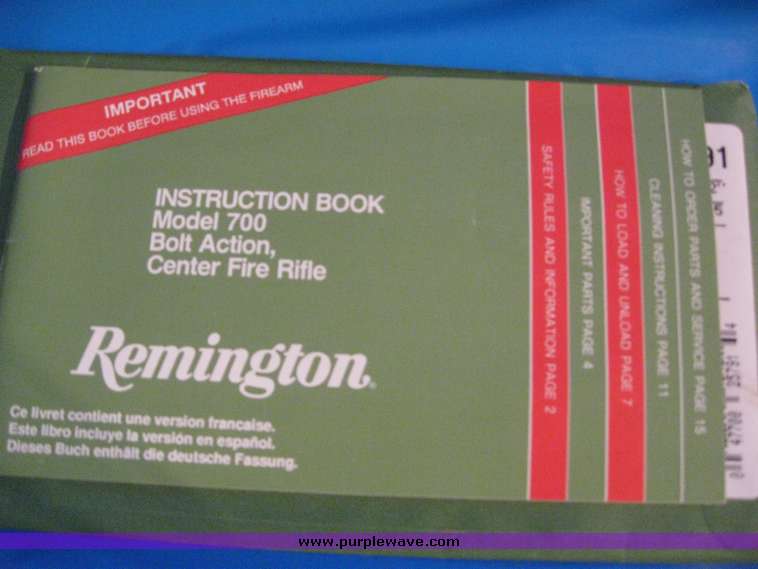 IMPORTANT
READ THIS BOOK BEFORE USING THE FIREARM
INSTRUCTION BOOK
Model 700
Bolt Action,
Center Fire Rifle
Remington.
Ce livret contient une version francaise.
Este libro incluye la versión en español.
Dieses Buch enthält die deutsche Fassung.
SAFETY RULES AND INFORMATION PAGE 2
IMPORTANT PARTS PAGE 4
HOW TO LOAD AND UNLOAD PAGE 7
CLEANING INSTRUCTIONS PAGE 11
HOW TO ORDER PARTS AND SERVICE PAGE 15
91
www.purplewave.com